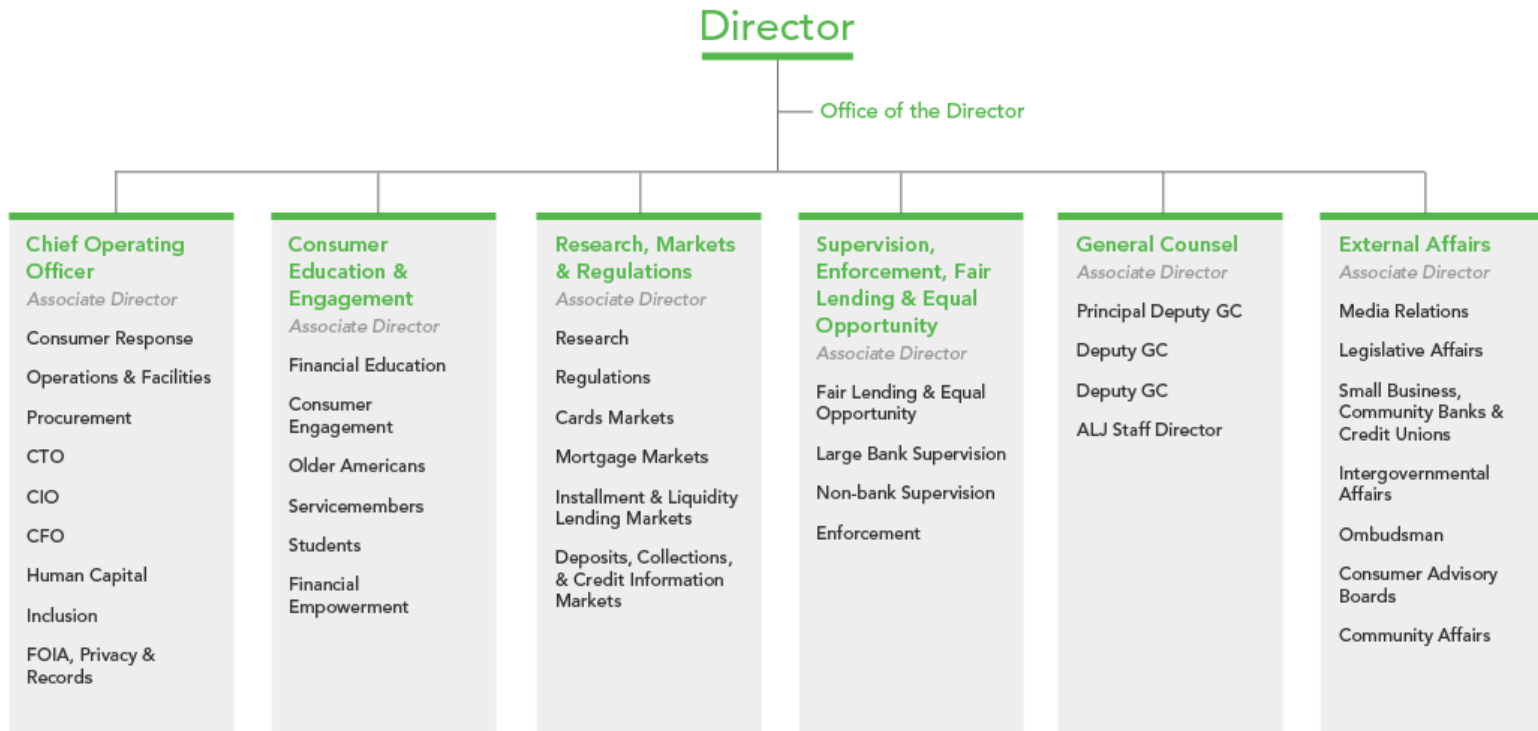 Director
Office of the Director
Chief Operating
Officer
Associate Director
Consumer Response
Operations & Facilities
Procurement
CTO
CIO
CFO
Human Capital
Inclusion
FOIA, Privacy &
Records
Consumer
Education &
Engagement
Associate Director
Financial Education
Consumer
Engagement
Older Americans
Servicemembers
Students
Financial
Empowerment
Research, Markets
& Regulations
Associate Director
Research
Regulations
Cards Markets
Mortgage Markets
Installment & Liquidity
Lending Markets
Deposits, Collections,
& Credit Information
Markets
Supervision,
Enforcement, Fair
Lending & Equal
Opportunity
Associate Director
Fair Lending & Equal
Opportunity
Large Bank Supervision
Non-bank Supervision
Enforcement
General Counsel
Associate Director
Principal Deputy GC
Deputy GC
Deputy GC
ALJ Staff Director
External Affairs
Associate Director
Media Relations
Legislative Affairs
Small Business,
Community Banks &
Credit Unions
Intergovernmental
Affairs
Ombudsman
Consumer Advisory
Boards
Community Affairs